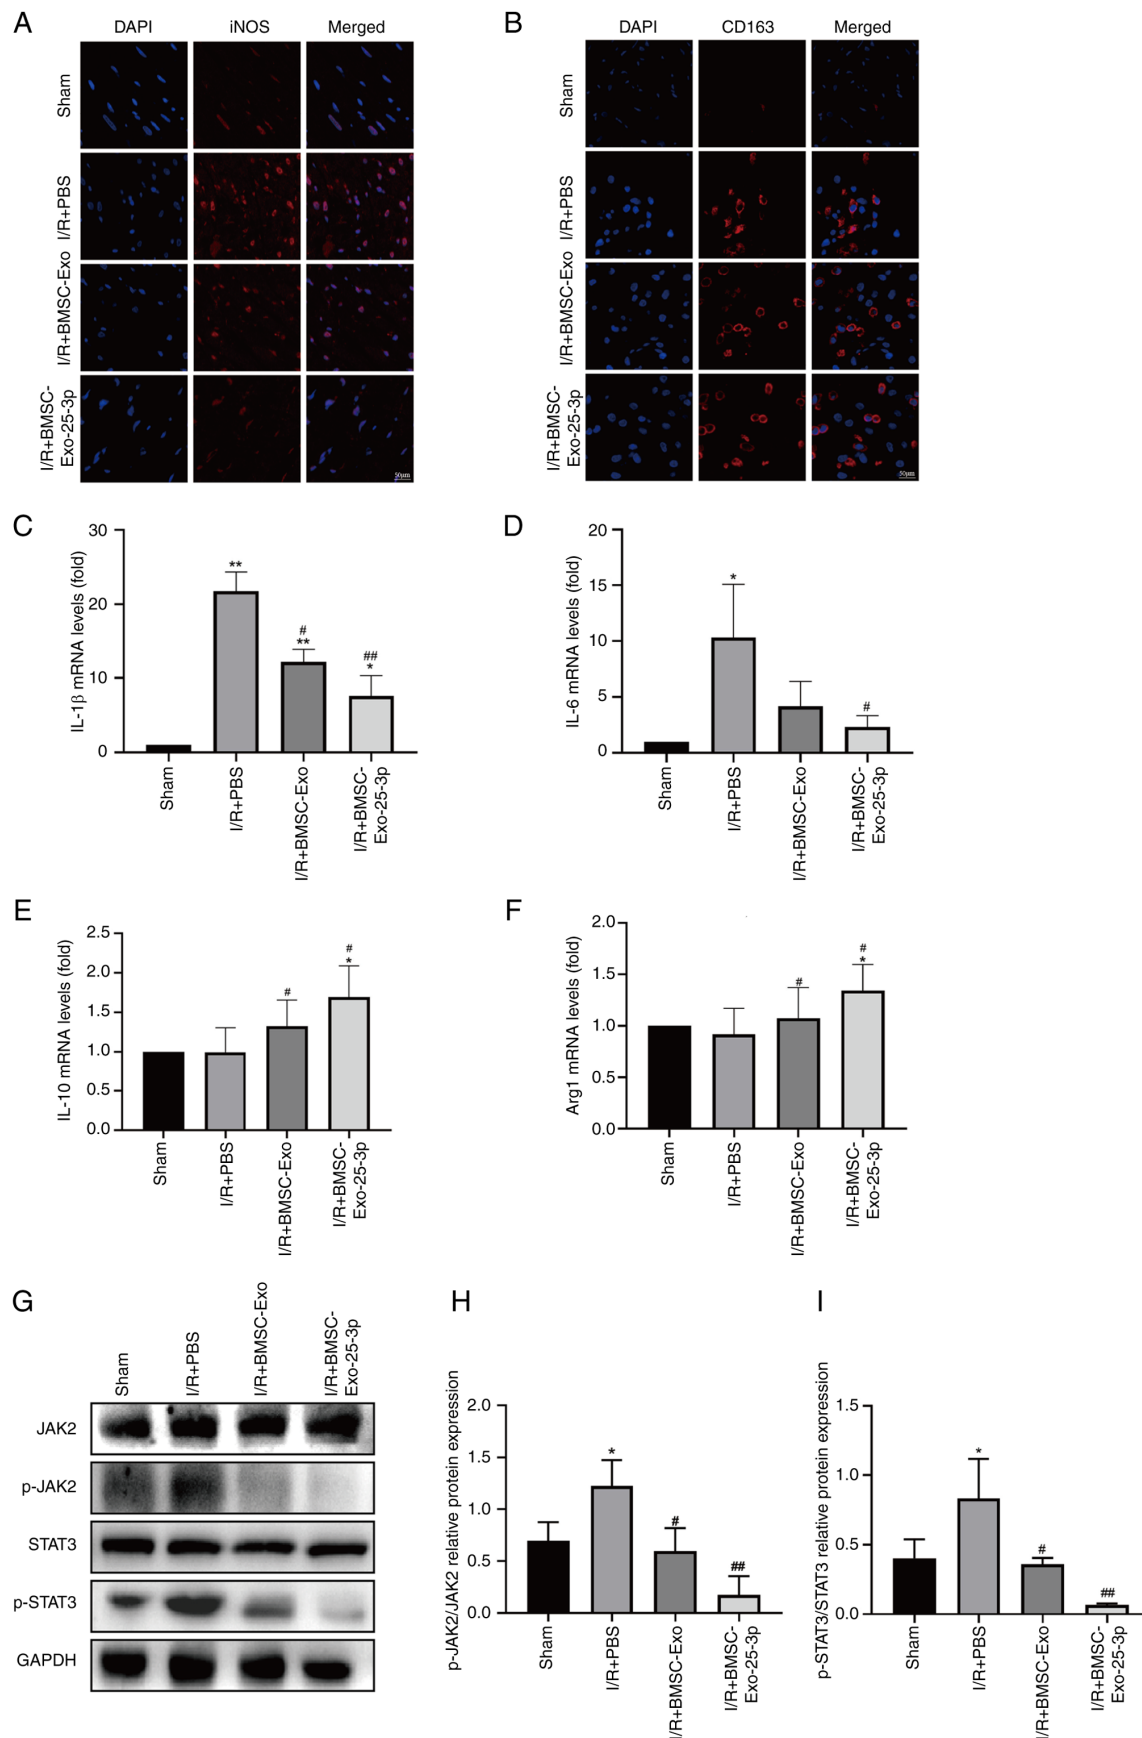 A
DAPI
iNOS
Merged
Sham
I/R+PBS
I/R+BMSC-Exo
I/R+BMSC-
Exo-25-3p
50µm
B
DAPI
CD163
Merged
Sham
I/R+PBS
I/R+BMSC-Exo
I/R+BMSC-
Exo-25-3p
50µm
C
IL-1β mRNA levels (fold)
30
20
10
0
**
#
**
##
*
Sham
I/R+PBS
I/R+BMSC-Exo
I/R+BMSC-
Exo-25-3p
D
IL-6 mRNA levels (fold)
20
15
10
5
0
*
#
Sham
I/R+PBS
I/R+BMSC-Exo
I/R+BMSC-
Exo-25-3p
E
IL-10 mRNA levels (fold)
2.5
2.0
1.5
1.0
0.5
0.0
#
#
*
Sham
I/R+PBS
I/R+BMSC-Exo
I/R+BMSC-
Exo-25-3p
F
Arg1 mRNA levels (fold)
2.0
1.5
1.0
0.5
0.0
#
#
*
Sham
I/R+PBS
I/R+BMSC-Exo
I/R+BMSC-
Exo-25-3p
G
Sham
I/R+PBS
I/R+BMSC-Exo
I/R+BMSC-
Exo-25-3p
JAK2
p-JAK2
STAT3
p-STAT3
GAPDH
H
p-JAK2/JAK2 relative protein expression
2.0
1.5
1.0
0.5
0.0
*
#
##
Sham
I/R+PBS
I/R+BMSC-Exo
I/R+BMSC-
Exo-25-3p
I
p-STAT3/STAT3 relative protein expression
1.5
1.0
0.5
0.0
*
#
##
Sham
I/R+PBS
I/R+BMSC-Exo
I/R+BMSC-
Exo-25-3p